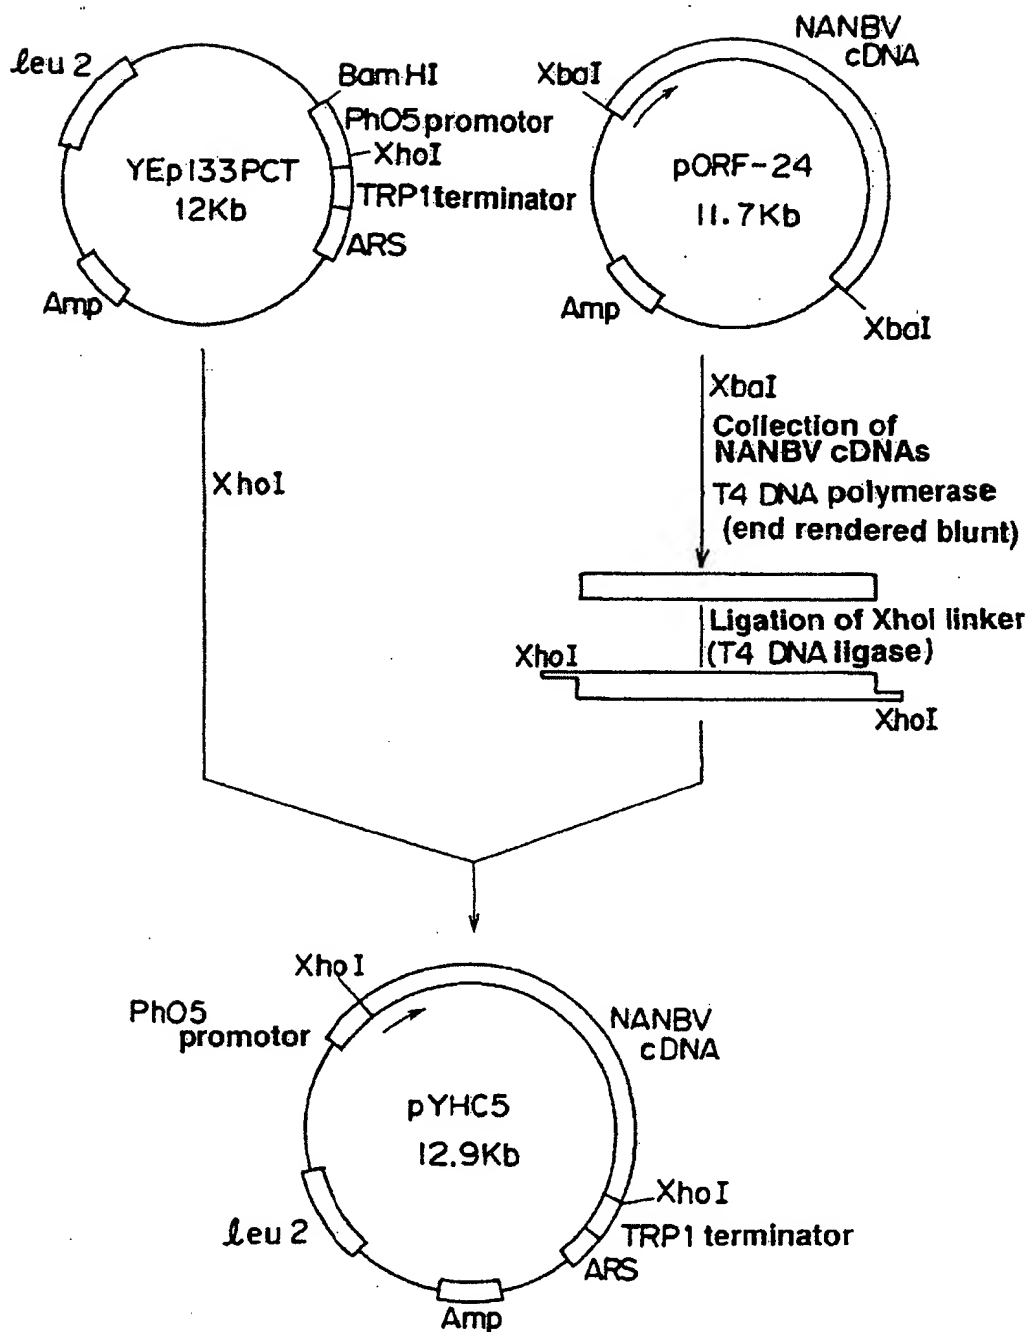 leu 2
BamHI
PhO5 promotor
XhoI
TRP1 terminator
ARS
Amp
YEp133PCT
12Kb
NANBV
cDNA
XbaI
pORF-24
11.7Kb
Amp
XbaI
XhoI
XbaI
Collection of
NANBV cDNAs
T4 DNA polymerase
(end rendered blunt)
Ligation of XhoI linker
(T4 DNA ligase)
XhoI
XhoI
XhoI
PhO5
promotor
NANBV
cDNA
pYHC5
12.9Kb
XhoI
TRP1 terminator
ARS
leu 2
Amp